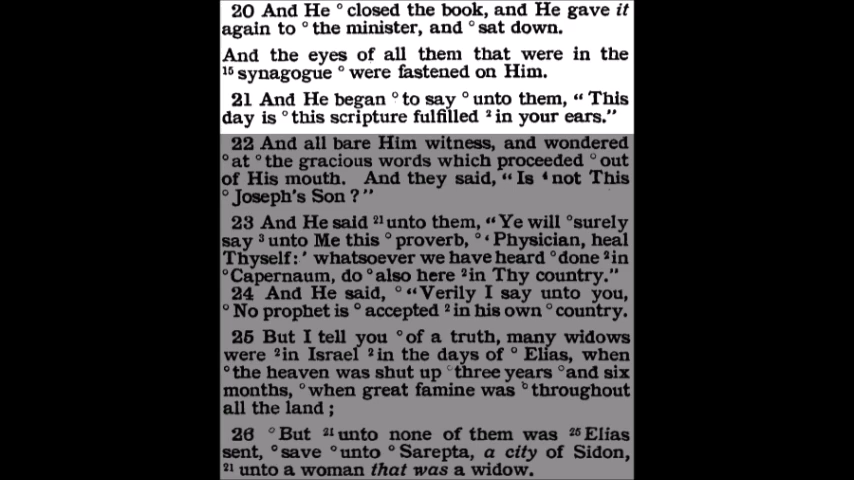 20 And He °closed the book, and He gave it
again to °the minister, and °sat down.
And the eyes of all them that were in the
¹⁵ synagogue ° were fastened on Him.
21 And He began °to say °unto them, “This
day is °this scripture fulfilled ² in your ears.”
22 And all bare Him witness, and wondered
°at °the gracious words which proceeded °out
of His mouth. And they said, “Is ⁴ not This
°Joseph's Son?”
23 And He said ²¹ unto them, “Ye will °surely
say ³ unto Me this °proverb, °‘Physician, heal
Thyself:’ whatsoever we have heard °done ² in
°Capernaum, do °also here ² in Thy country.”
24 And He said, °“Verily I say unto you,
°No prophet is °accepted ² in his own °country.
25 But I tell you °of a truth, many widows
were ² in Israel ² in the days of °Elias, when
°the heaven was shut up °three years °and six
months, °when great famine was °throughout
all the land;
26 °But ²¹ unto none of them was ²⁵ Elias
sent, °save °unto °Sarepta, a city of Sidon,
²¹ unto a woman that was a widow.